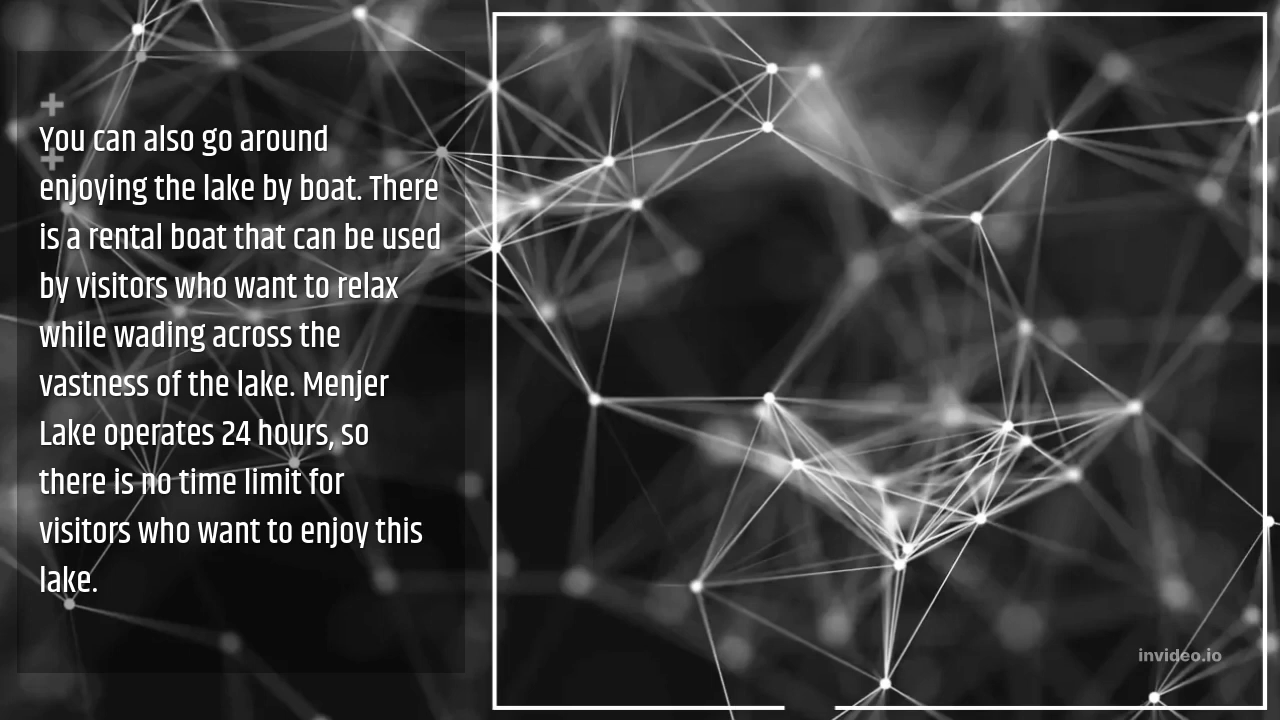 You can also go around
enjoying the lake by boat. There
is a rental boat that can be used
by visitors who want to relax
while wading across the
vastness of the lake. Menjer
Lake operates 24 hours, so
there is no time limit for
visitors who want to enjoy this
lake.
invideo.io